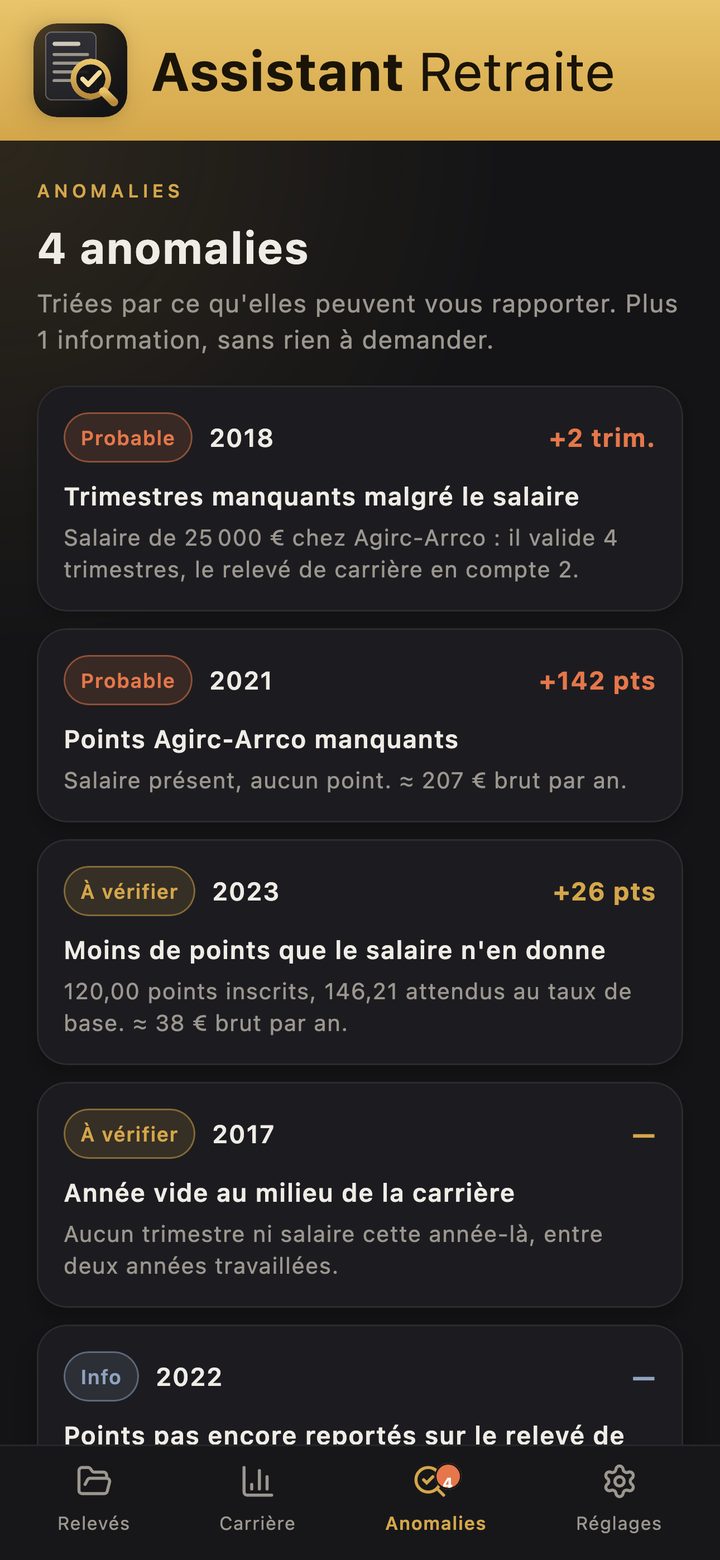 Assistant Retraite
ANOMALIES
4 anomalies
Triées par ce qu'elles peuvent vous rapporter. Plus
1 information, sans rien à demander.
Probable 2018 +2 trim.
Trimestres manquants malgré le salaire
Salaire de 25 000 € chez Agirc-Arrco : il valide 4
trimestres, le relevé de carrière en compte 2.
Probable 2021 +142 pts
Points Agirc-Arrco manquants
Salaire présent, aucun point. ≈ 207 € brut par an.
À vérifier 2023 +26 pts
Moins de points que le salaire n'en donne
120,00 points inscrits, 146,21 attendus au taux de
base. ≈ 38 € brut par an.
À vérifier 2017 —
Année vide au milieu de la carrière
Aucun trimestre ni salaire cette année-là, entre
deux années travaillées.
Info 2022 —
Points pas encore reportés sur le relevé de
4
Relevés Carrière Anomalies Réglages